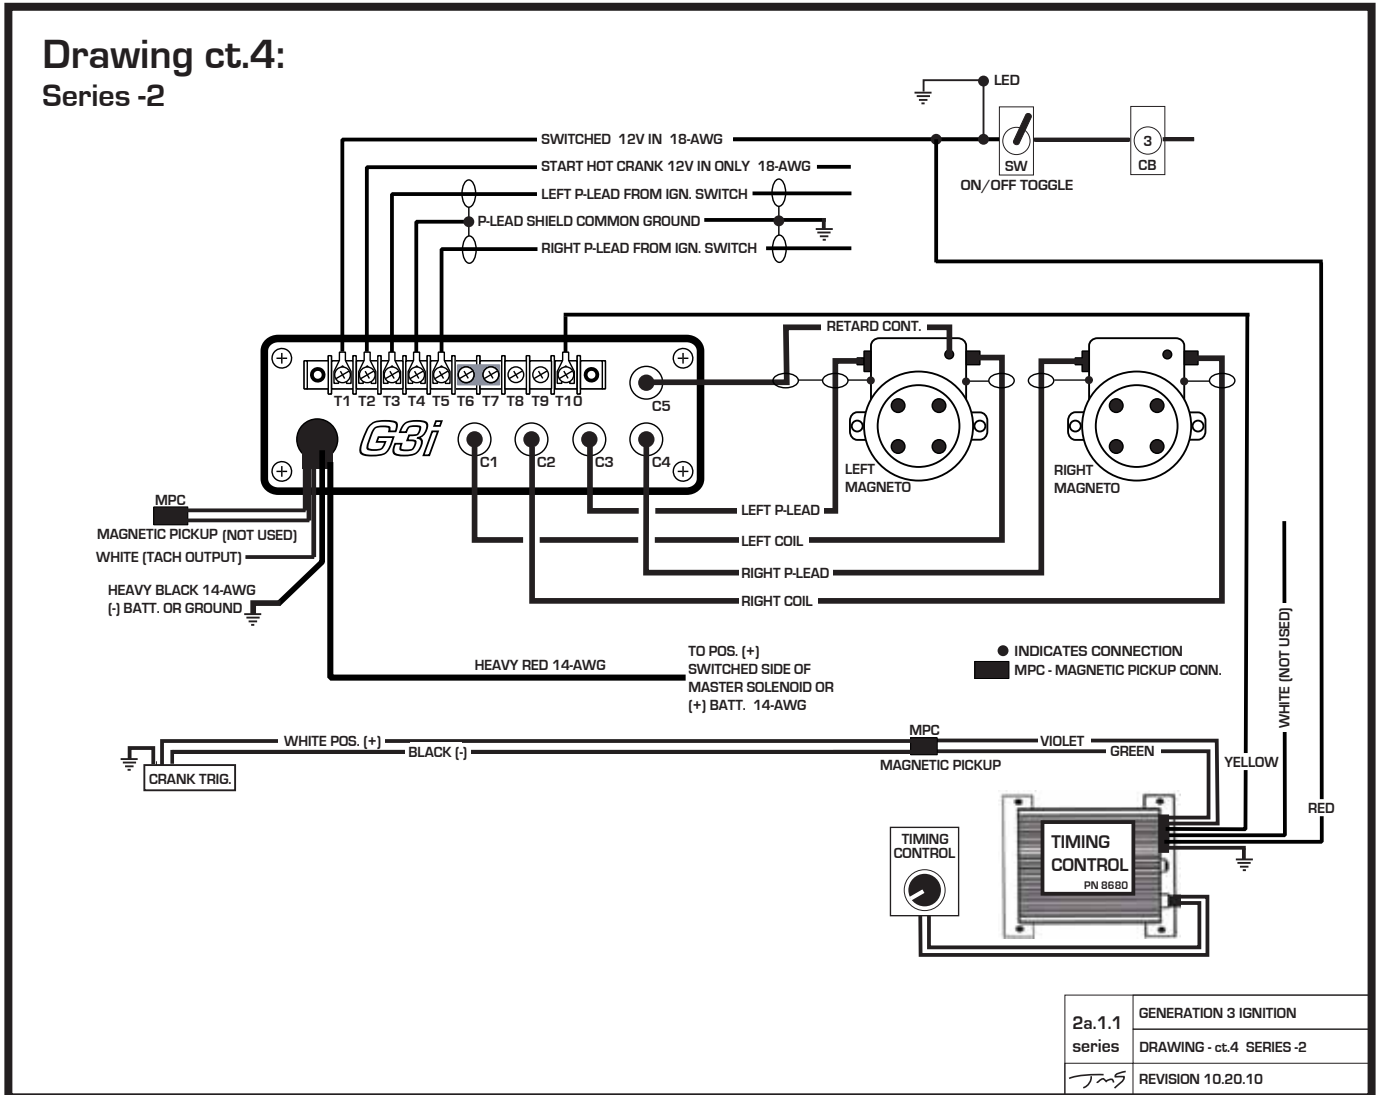 Drawing ct.4:
Series -2
LED
SWITCHED 12V IN 18-AWG
3
SW
CB
ON/OFF TOGGLE
START HOT CRANK 12V IN ONLY 18-AWG
LEFT P-LEAD FROM IGN. SWITCH
P-LEAD SHIELD COMMON GROUND
RIGHT P-LEAD FROM IGN. SWITCH
RETARD CONT.
T1 T2 T3 T4 T5 T6 T7 T8 T9 T10
C5
G3i
C1
C2
C3
C4
LEFT
MAGNETO
RIGHT
MAGNETO
MPC
MAGNETIC PICKUP (NOT USED)
WHITE (TACH OUTPUT)
HEAVY BLACK 14-AWG
(-) BATT. OR GROUND
LEFT P-LEAD
LEFT COIL
RIGHT P-LEAD
RIGHT COIL
HEAVY RED 14-AWG
TO POS. (+)
SWITCHED SIDE OF
MASTER SOLENOID OR
(+) BATT. 14-AWG
INDICATES CONNECTION
MPC - MAGNETIC PICKUP CONN.
WHITE (NOT USED)
WHITE POS. (+)
BLACK (-)
MPC
MAGNETIC PICKUP
VIOLET
GREEN
YELLOW
RED
CRANK TRIG.
TIMING
CONTROL
TIMING
CONTROL
PN 8680
2a.1.1
series
GENERATION 3 IGNITION
DRAWING - ct.4 SERIES -2
TMS
REVISION 10.20.10